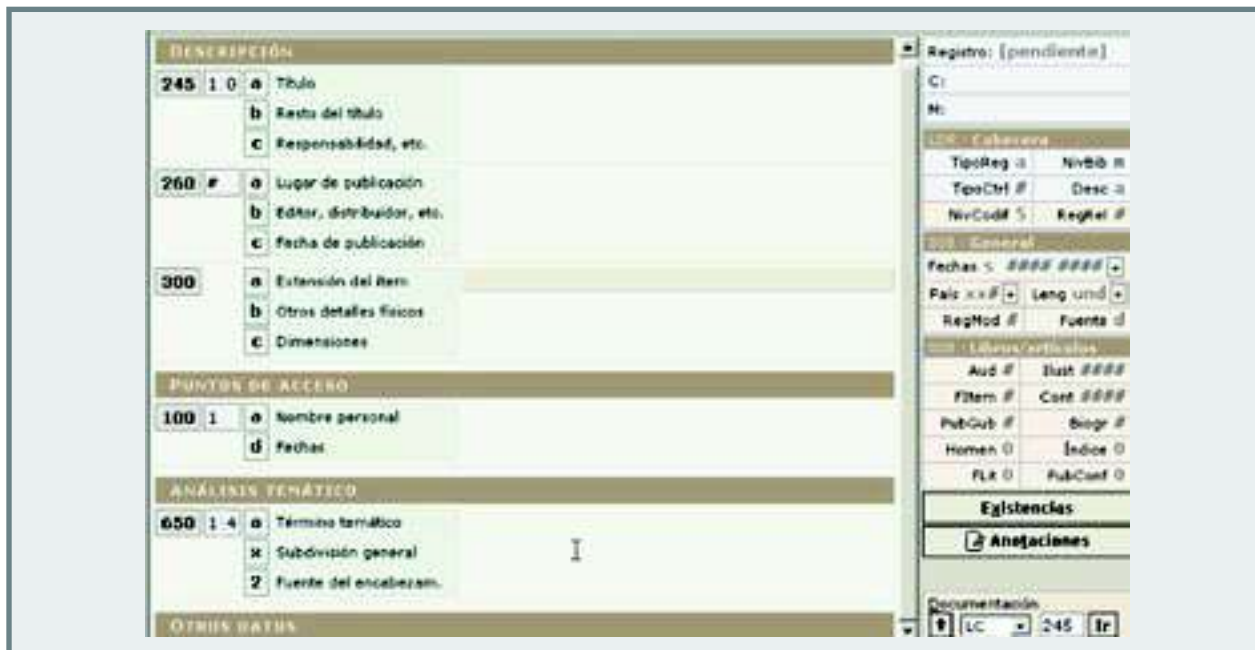 DESCRIPCIÓN
245 1 0 a Título
b Resto del título
c Responsabilidad, etc.
260 # a Lugar de publicación
b Editor, distribuidor, etc.
c Fecha de publicación
300 a Extensión del ítem
b Otros detalles físicos
c Dimensiones
PUNTOS DE ACCESO
100 1 a Nombre personal
d Fechas
ANÁLISIS TEMÁTICO
650 1 4 a Término temático
x Subdivisión general
2 Fuente del encabezam.
OTROS DATOS
Registro: [pendiente]
C:
N:
Cabecera
TipoReg a NivBib m
TipoCtrl # Desc a
NivCodif 5 RegRel #
General
Fechas s #### ####  +
País xx# + Leng und +
RegMod # Fuente d
Libros/artículos
Aud # Ilust ####
FÍtem # Cont ####
PubGub # Biogr #
Homen 0 Índice 0
FLit 0 PubConf 0
Existencias
Anotaciones
Documentación
LC 245 Ir